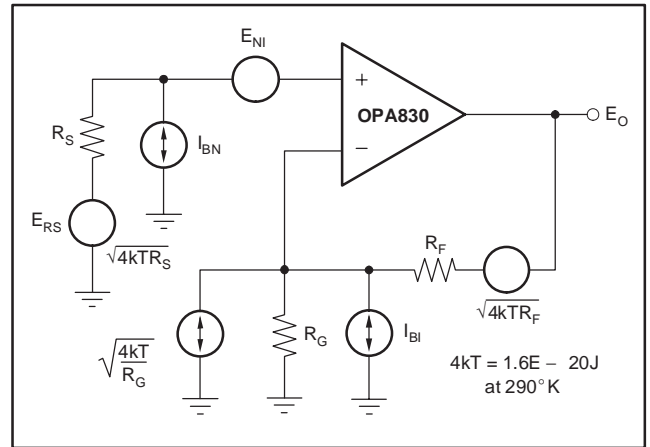 E_NI
+
OPA830
−
E_O
R_S
I_BN
E_RS
√4kTR_S
R_F
√4kTR_F
√4kT/R_G
R_G
I_BI
4kT = 1.6E − 20J
at 290°K